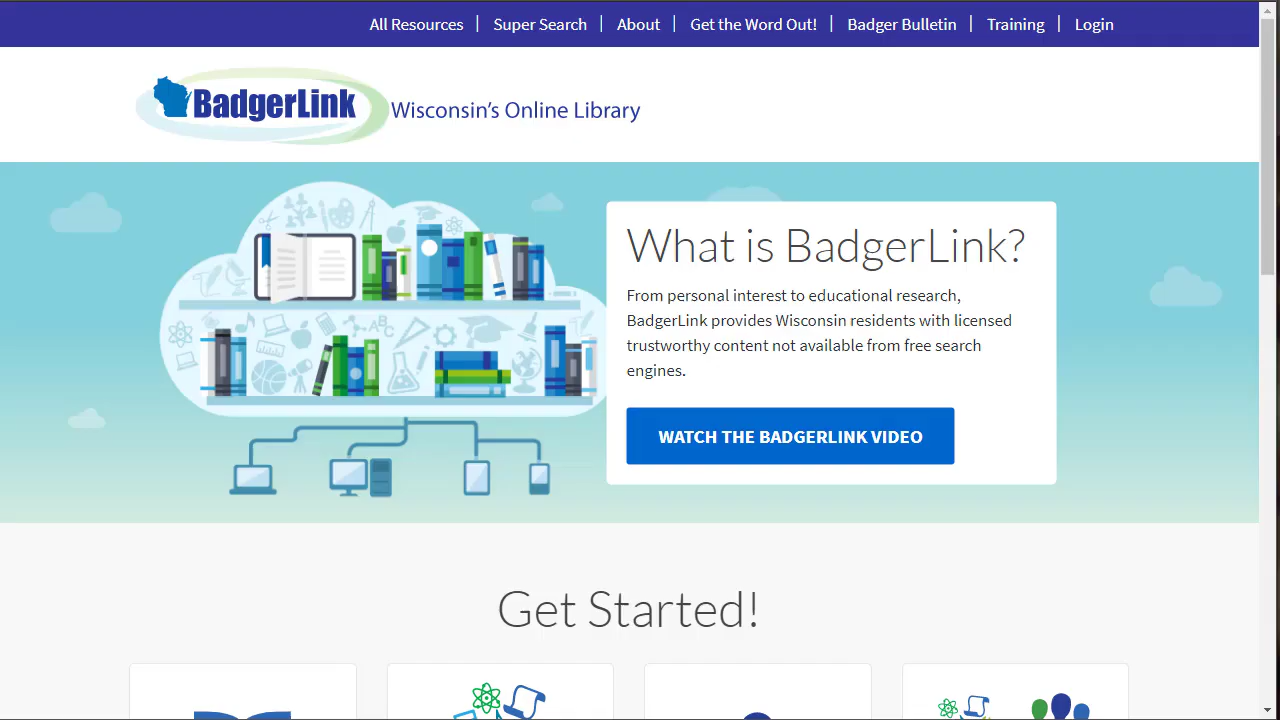 All Resources | Super Search | About | Get the Word Out! | Badger Bulletin | Training | Login
BadgerLink Wisconsin's Online Library
What is BadgerLink?
From personal interest to educational research,
BadgerLink provides Wisconsin residents with licensed
trustworthy content not available from free search
engines.
WATCH THE BADGERLINK VIDEO
ABC
Get Started!